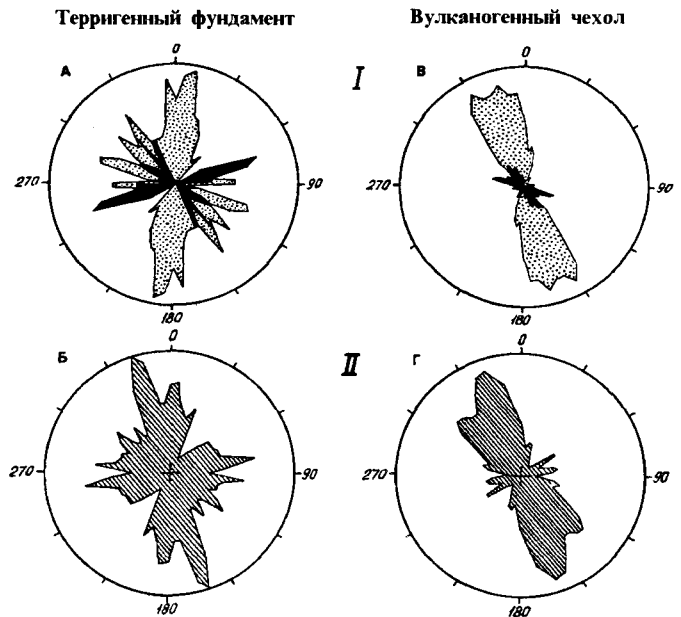 Терригенный фундамент
Вулканогенный чехол
А
0
I
В
0
270
90
270
90
180
180
Б
0
II
Г
0
270
90
270
90
180
180